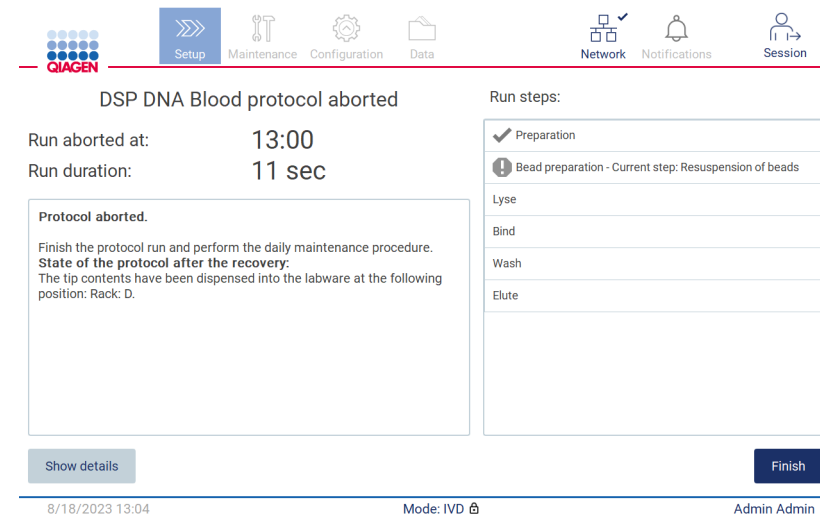 QIAGEN
Setup
Maintenance
Configuration
Data
Network
Notifications
Session
DSP DNA Blood protocol aborted
Run aborted at: 13:00
Run duration: 11 sec
Protocol aborted.
Finish the protocol run and perform the daily maintenance procedure.
State of the protocol after the recovery:
The tip contents have been dispensed into the labware at the following
position: Rack: D.
Show details
Run steps:
Preparation
Bead preparation - Current step: Resuspension of beads
Lyse
Bind
Wash
Elute
Finish
8/18/2023 13:04
Mode: IVD
Admin Admin